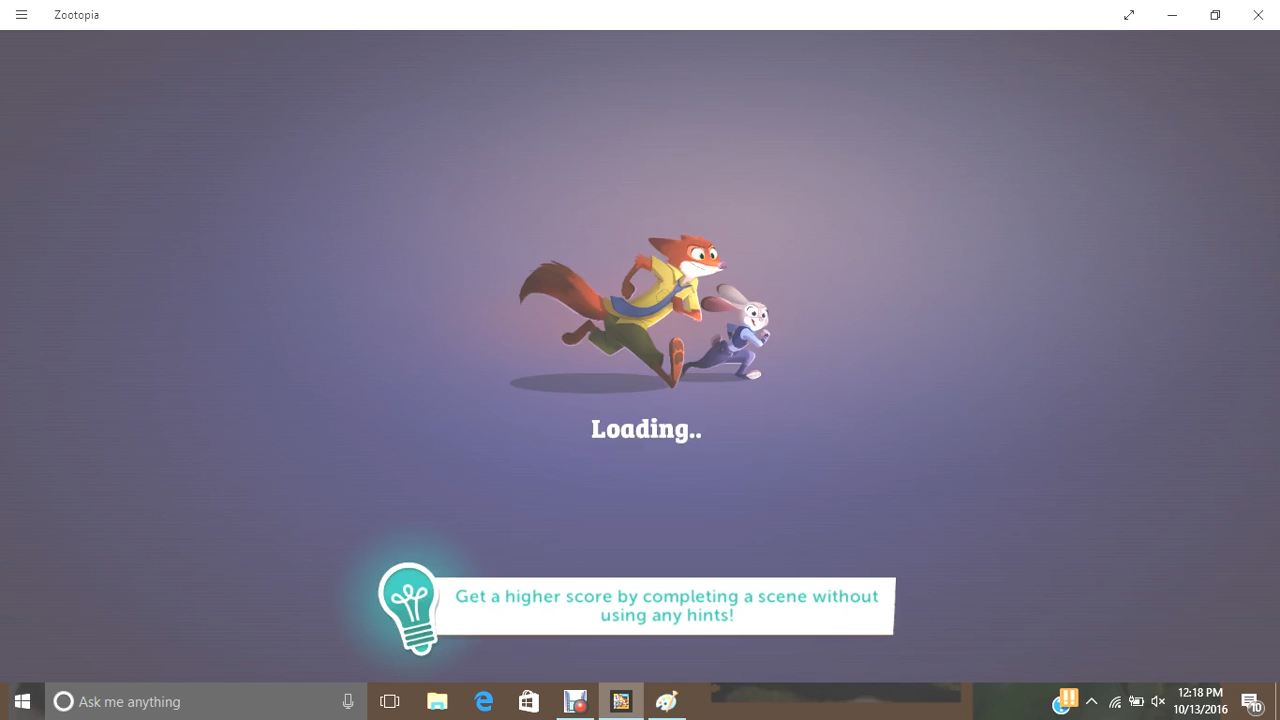 Zootopia
Loading..
Get a higher score by completing a scene without
using any hints!
Ask me anything
12:18 PM
10/13/2016
10